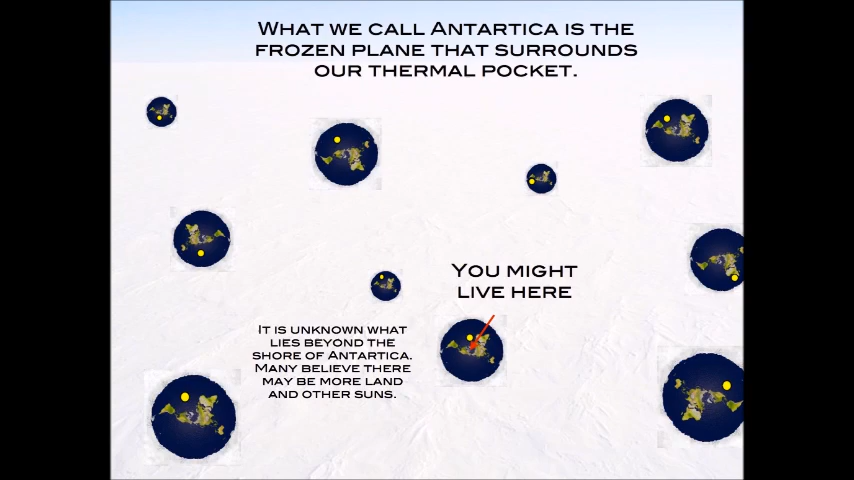 What we call Antartica is the
frozen plane that surrounds
our thermal pocket.
You might
live here
It is unknown what
lies beyond the
shore of Antartica.
Many believe there
may be more land
and other suns.